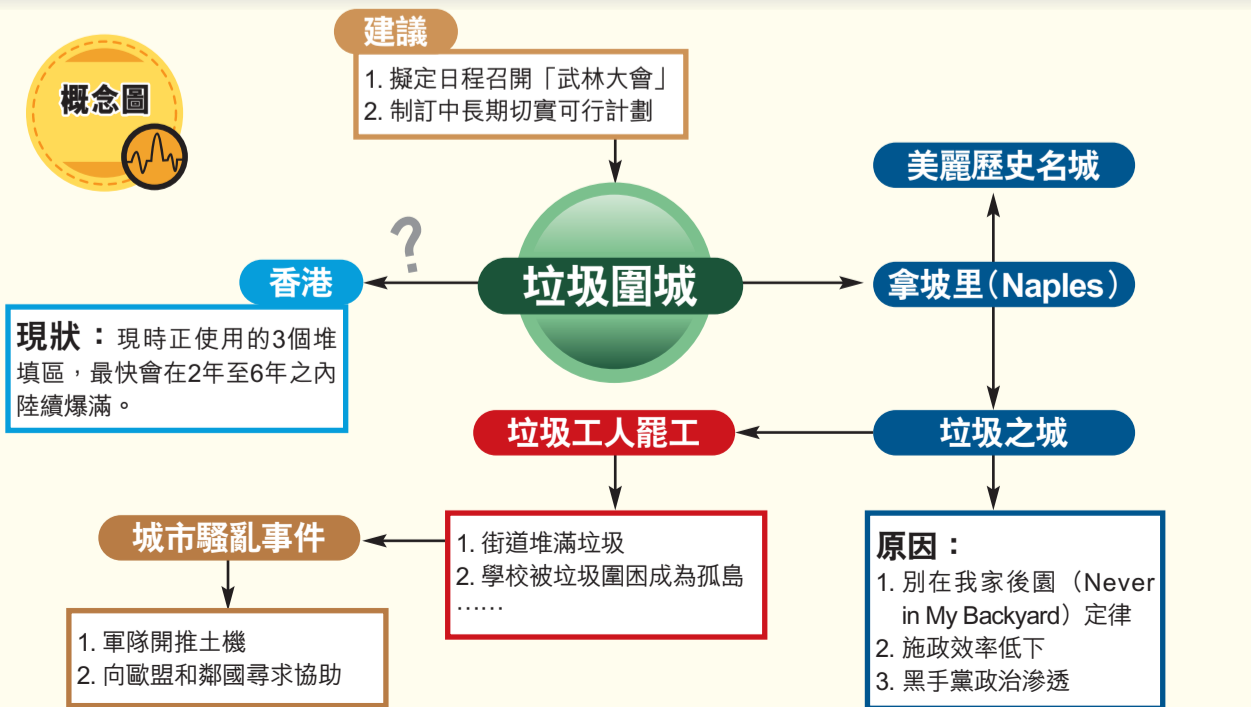 概念圖
建議
1. 擬定日程召開「武林大會」
2. 制訂中長期切實可行計劃
美麗歷史名城
?
香港
垃圾圍城
拿坡里（Naples）
現狀：現時正使用的3個堆
填區，最快會在2年至6年之內
陸續爆滿。
垃圾工人罷工
垃圾之城
城市騷亂事件
1. 街道堆滿垃圾
2. 學校被垃圾圍困成為孤島
……
原因：
1. 別在我家後園（Never
in My Backyard）定律
2. 施政效率低下
3. 黑手黨政治滲透
1. 軍隊開推土機
2. 向歐盟和鄰國尋求協助